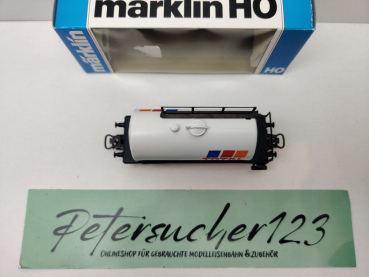 märklin HO
märklin
HO
Petersucher123
ONLINESHOP FÜR GEBRAUCHTE MODELLEISENBAHN & ZUBEHÖR